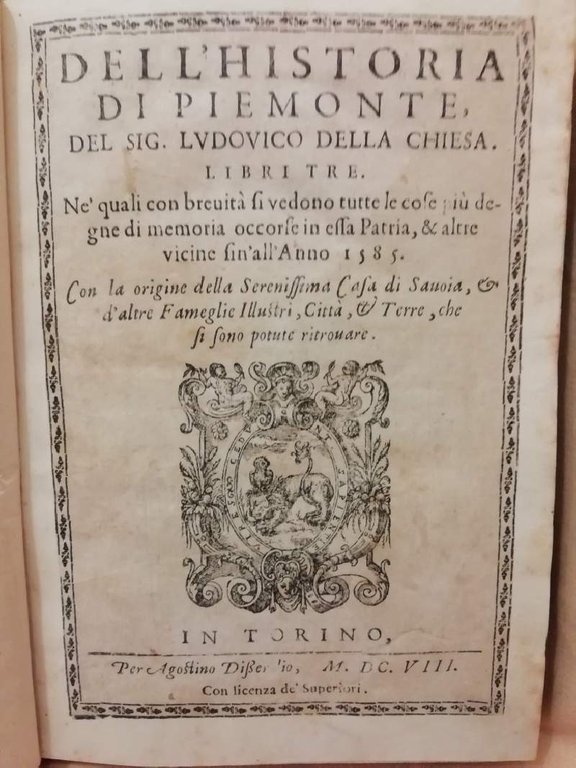 DELL'HISTORIA
DI PIEMONTE,
DEL SIG. LVDOVICO DELLA CHIESA.
LIBRI TRE.
Ne' quali con breuità ſi vedono tutte le coſe più de-
gne di memoria occorſe in eſſa Patria, & altre
vicine ſin'all'Anno 1585.
Con la origine della Sereniſſima Caſa di Sauoia, &
d'altre Fameglie Illuſtri, Città, & Terre, che
ſi ſono potute ritrouare.
IN TORINO,
Per Agoſtino M. DC. VIII.
Con licenza de' Superiori.